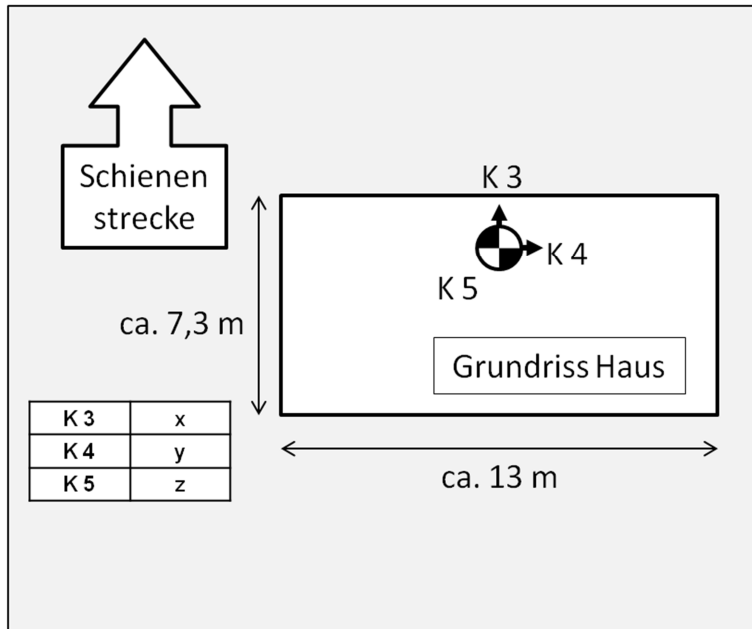 Schienen
strecke
K 3
K 4
K 5
ca. 7,3 m
Grundriss Haus
K 3 x
K 4 y
K 5 z
ca. 13 m